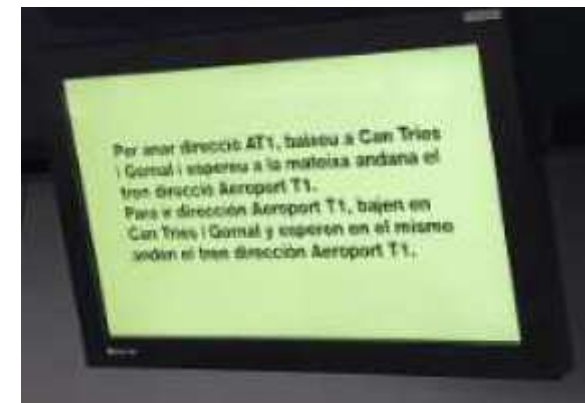 Per anar direcció AT1, baixeu a Can Tries
i Gornal i espereu a la mateixa andana el
tren direcció Aeroport T1.
Para ir dirección Aeroport T1, bajen en
Can Tries i Gornal y esperen en el mismo
anden el tren dirección Aeroport T1.